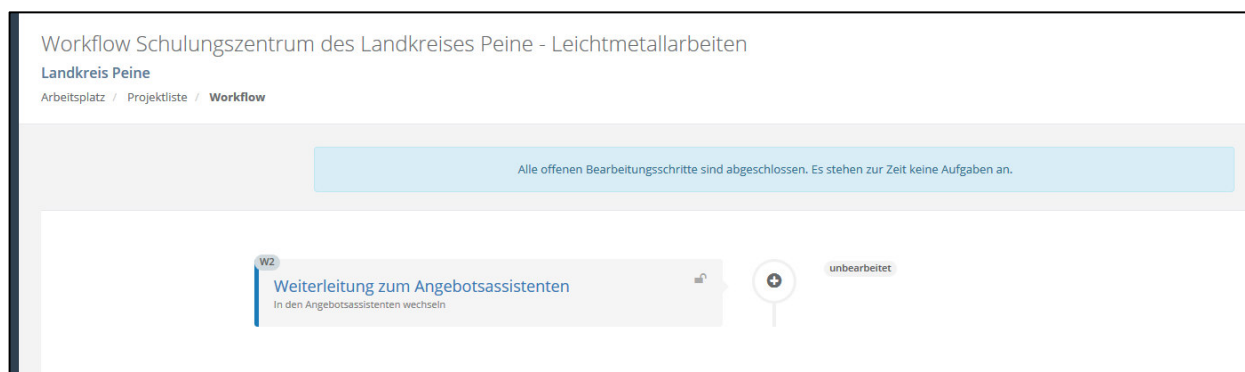 Workflow Schulungszentrum des Landkreises Peine - Leichtmetallarbeiten
Landkreis Peine
Arbeitsplatz / Projektliste / Workflow
Alle offenen Bearbeitungsschritte sind abgeschlossen. Es stehen zur Zeit keine Aufgaben an.
W2
Weiterleitung zum Angebotsassistenten
In den Angebotsassistenten wechseln
unbearbeitet